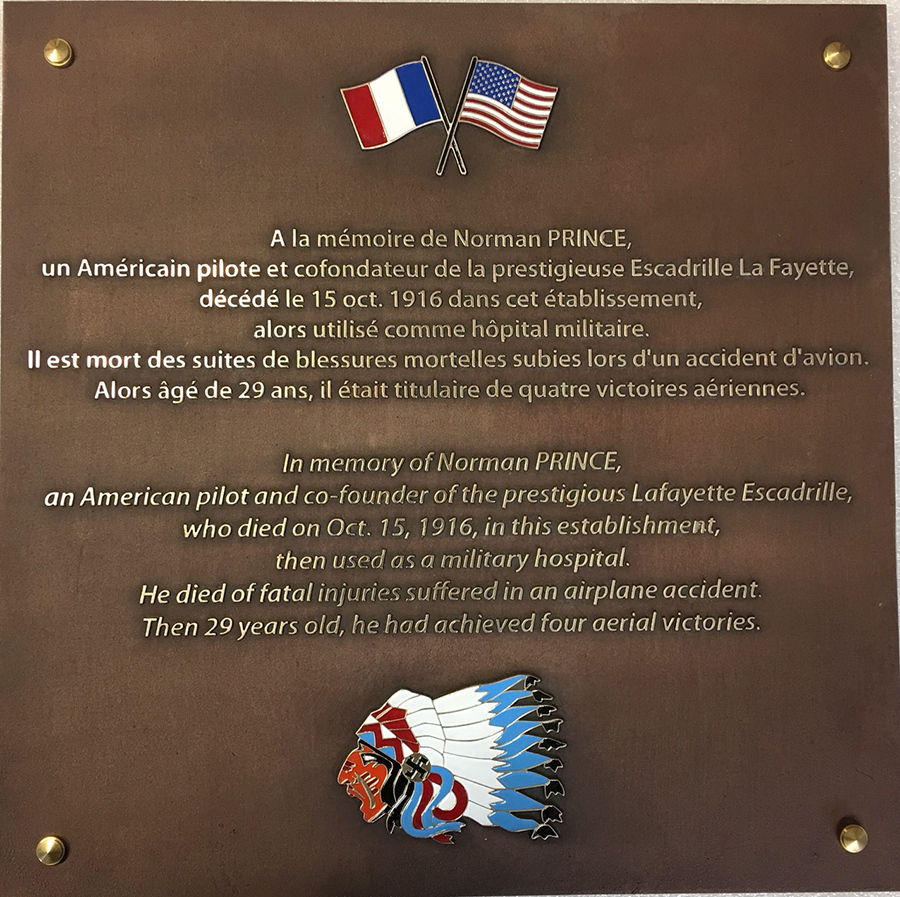 A la mémoire de Norman PRINCE,
un Américain pilote et cofondateur de la prestigieuse Escadrille La Fayette,
décédé le 15 oct. 1916 dans cet établissement,
alors utilisé comme hôpital militaire.
Il est mort des suites de blessures mortelles subies lors d'un accident d'avion.
Alors âgé de 29 ans, il était titulaire de quatre victoires aériennes.
In memory of Norman PRINCE,
an American pilot and co-founder of the prestigious Lafayette Escadrille,
who died on Oct. 15, 1916, in this establishment,
then used as a military hospital.
He died of fatal injuries suffered in an airplane accident.
Then 29 years old, he had achieved four aerial victories.